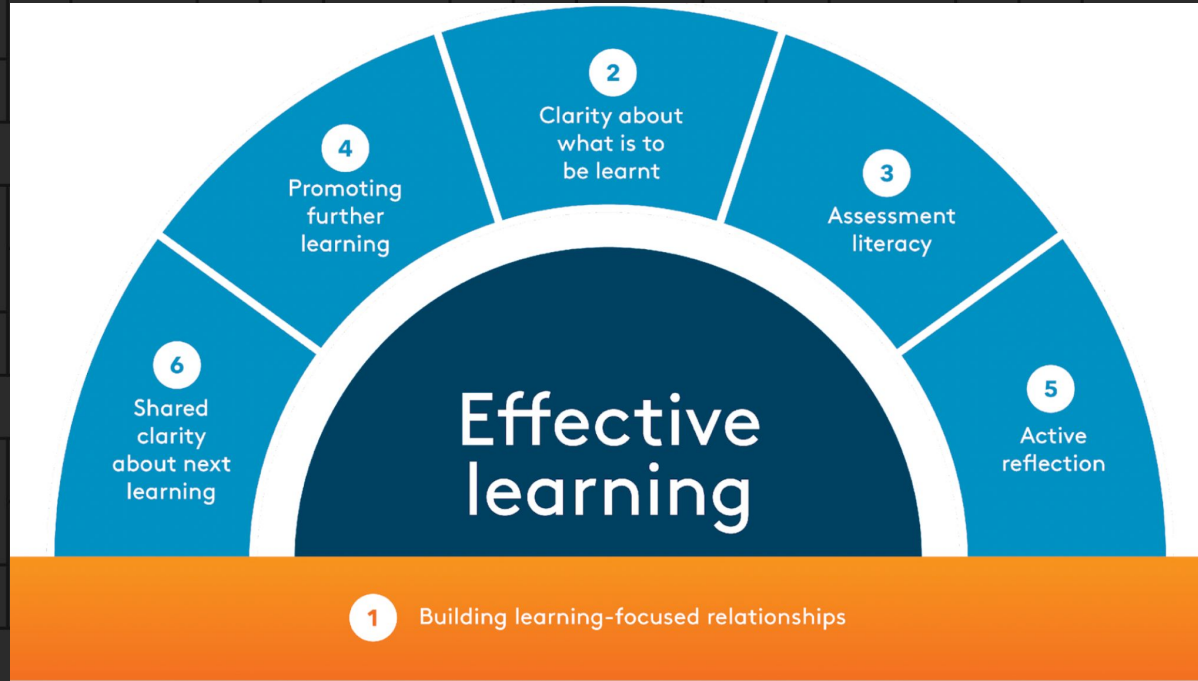 2
Clarity about
what is to
be learnt
4
Promoting
further
learning
3
Assessment
literacy
6
Shared
clarity
about next
learning
5
Active
reflection
Effective
learning
1 Building learning-focused relationships